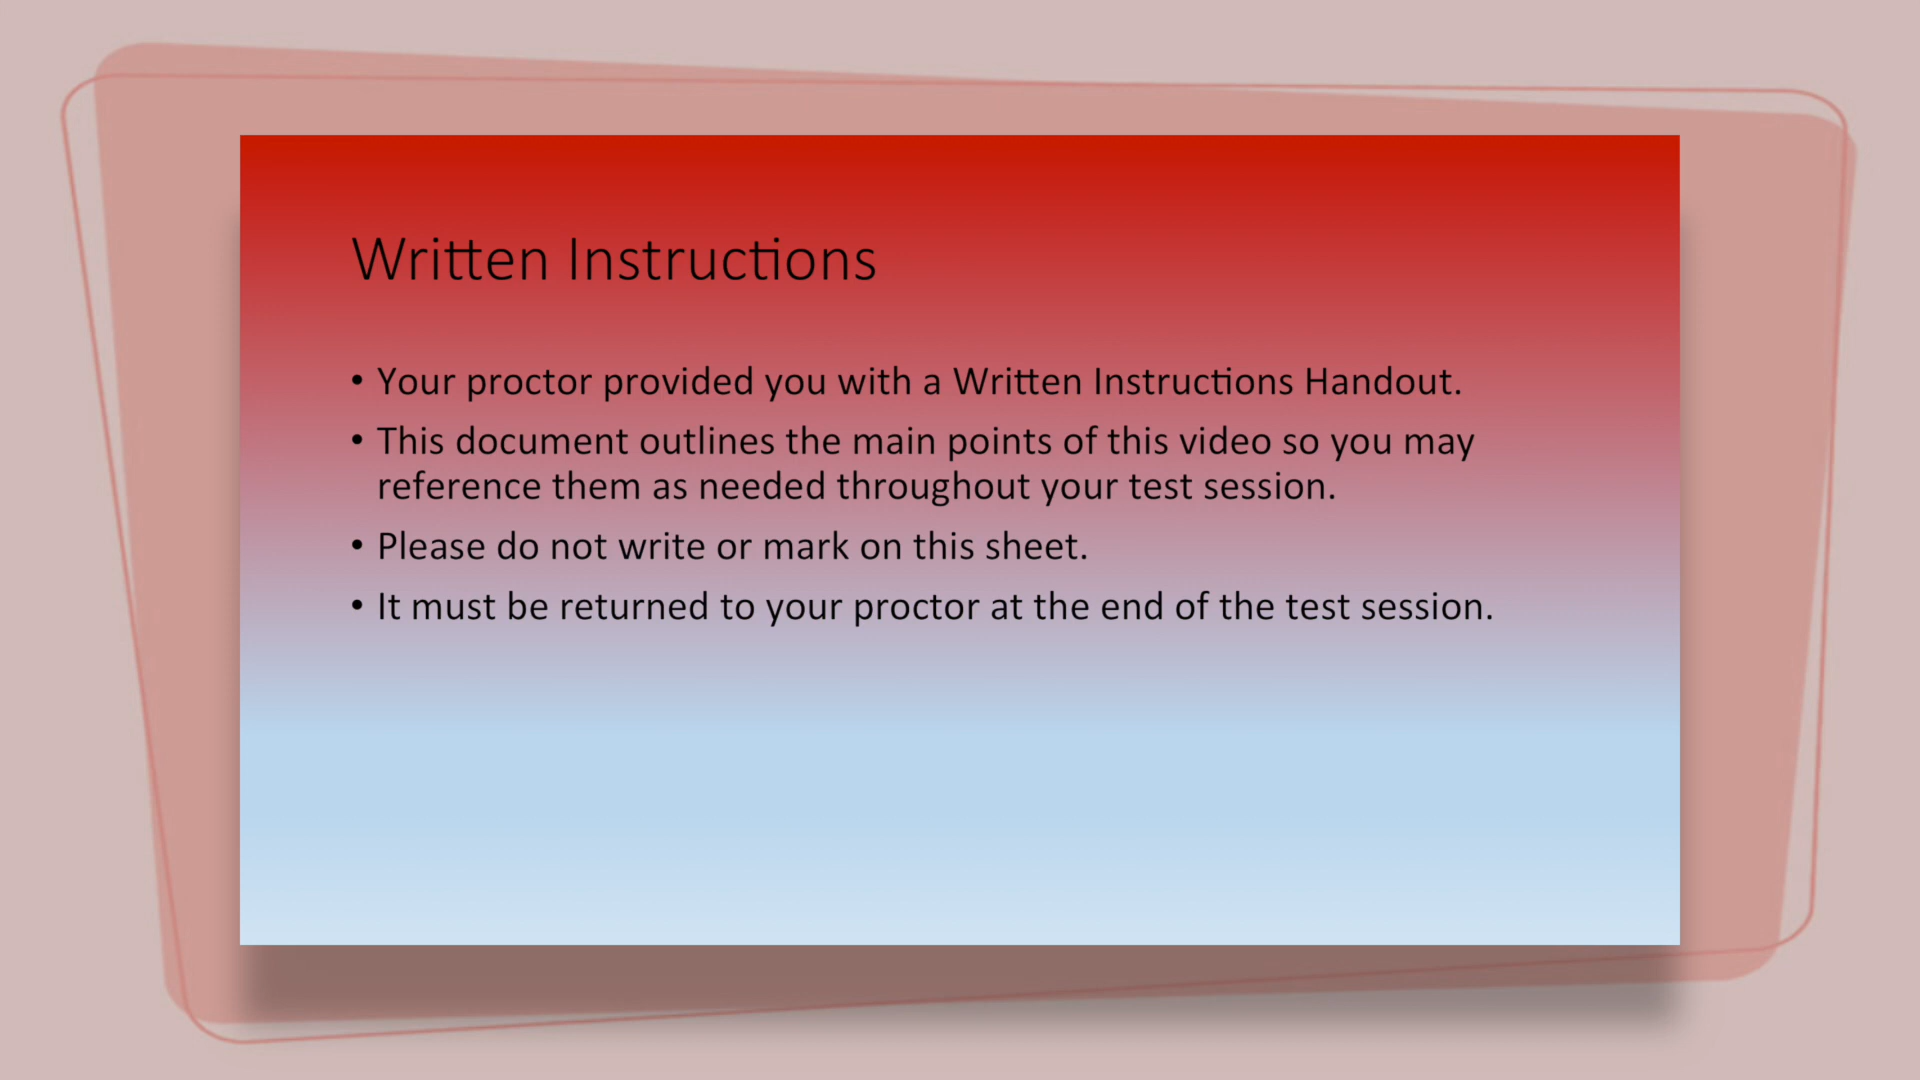 Written Instructions
• Your proctor provided you with a Written Instructions Handout.
• This document outlines the main points of this video so you may
reference them as needed throughout your test session.
• Please do not write or mark on this sheet.
• It must be returned to your proctor at the end of the test session.